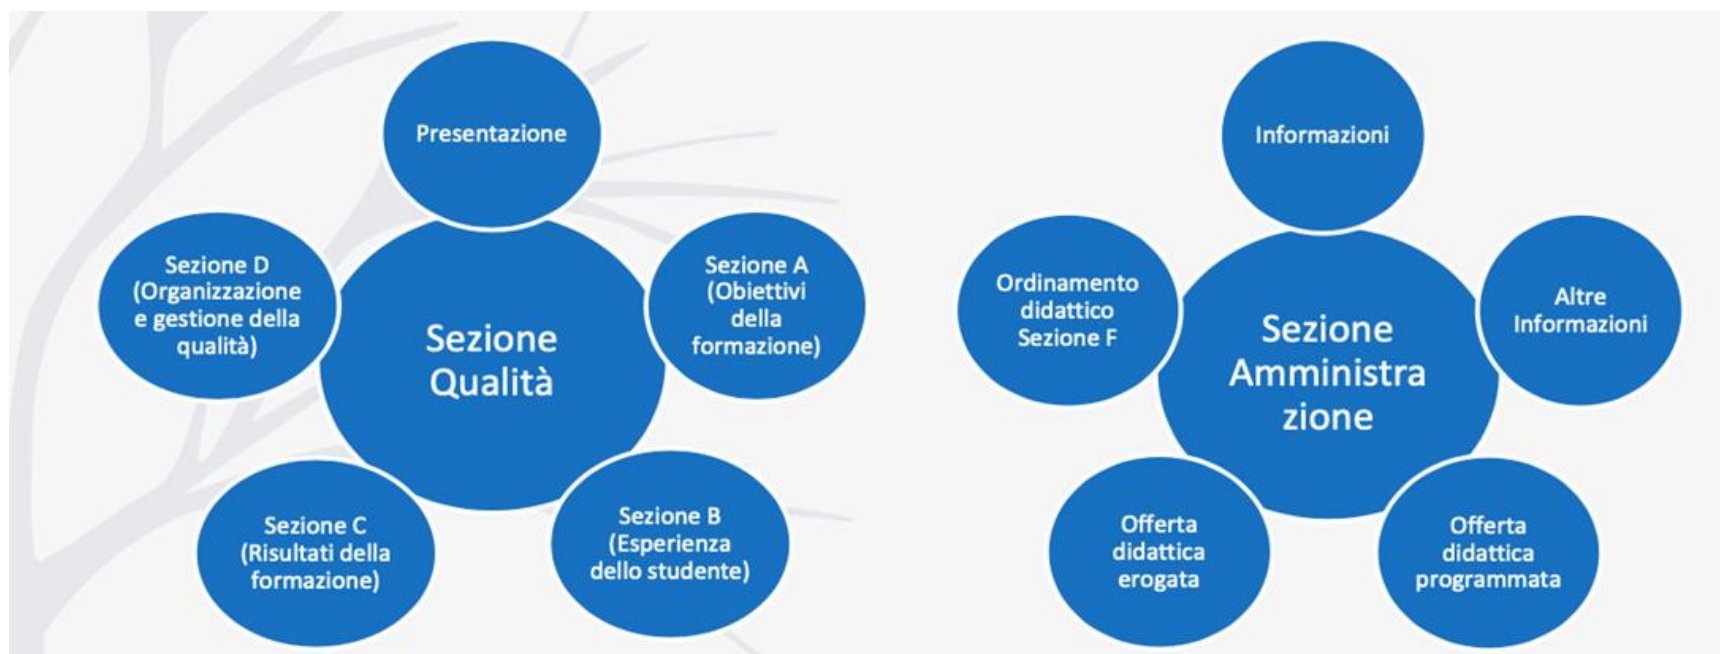 Presentazione
Sezione A
(Obiettivi
della
formazione)
Sezione B
(Esperienza
dello studente)
Sezione C
(Risultati della
formazione)
Sezione D
(Organizzazione
e gestione della
qualità)
Sezione
Qualità
Informazioni
Altre
Informazioni
Offerta
didattica
programmata
Offerta
didattica
erogata
Ordinamento
didattico
Sezione F
Sezione
Amministra
zione